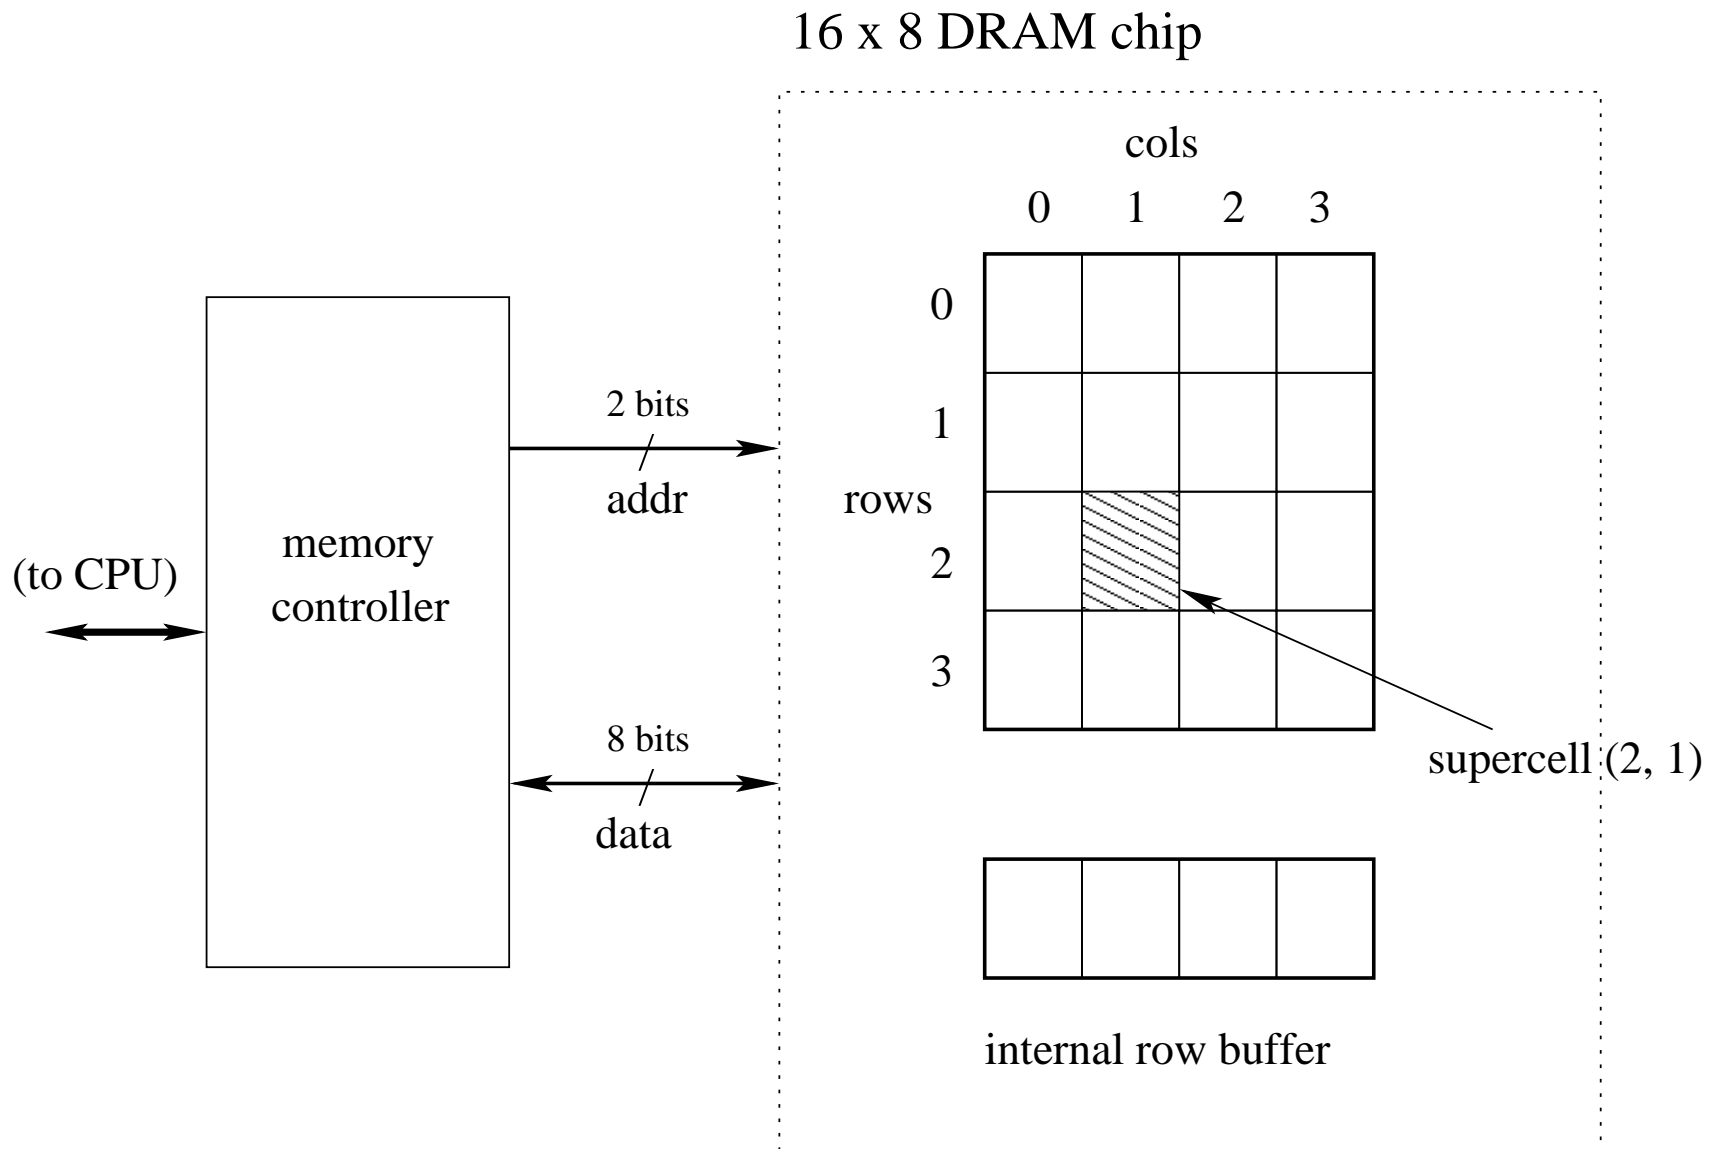 16 x 8 DRAM chip
cols
0 1 2 3
0
1
rows
2
3
supercell (2, 1)
internal row buffer
2 bits
addr
memory
controller
(to CPU)
8 bits
data